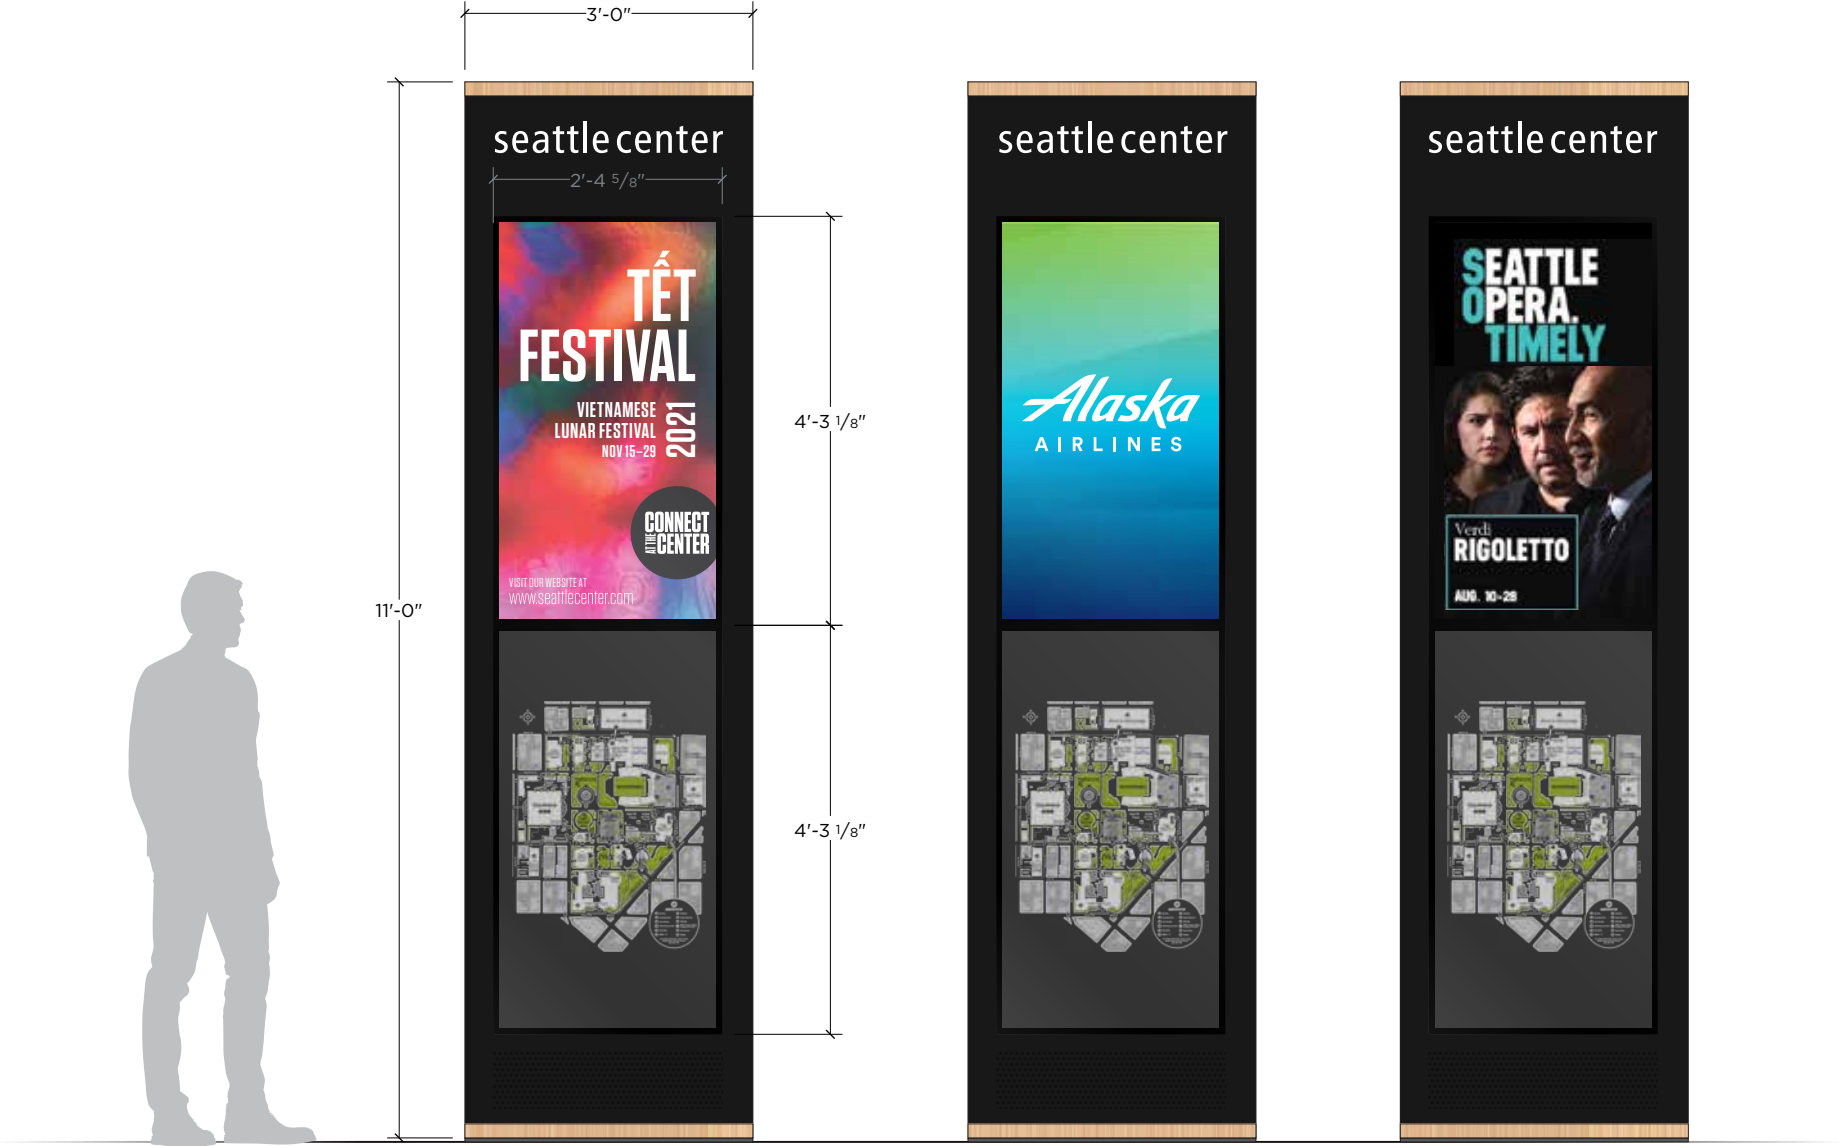 3'-0"
seattle center
2'-4 5/8"
TẾT
FESTIVAL
VIETNAMESE
LUNAR FESTIVAL
NOV 15–29
2021
CONNECT
AT THE CENTER
VISIT OUR WEBSITE AT
www.seattlecenter.com
11'-0"
4'-3 1/8"
4'-3 1/8"
seattle center
Alaska
AIRLINES
seattle center
SEATTLE
OPERA.
TIMELY
Verdi
RIGOLETTO
AUG. 10-28